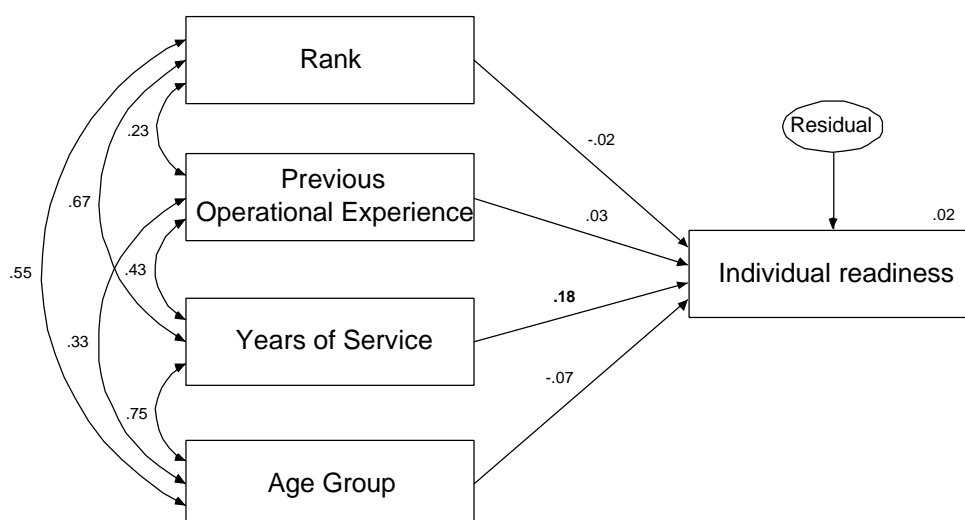 Rank
.23
Previous
Operational Experience
.67
.43
.55
Years of Service
.33
.75
Age Group
-.02
.03
.18
-.07
Residual
.02
Individual readiness